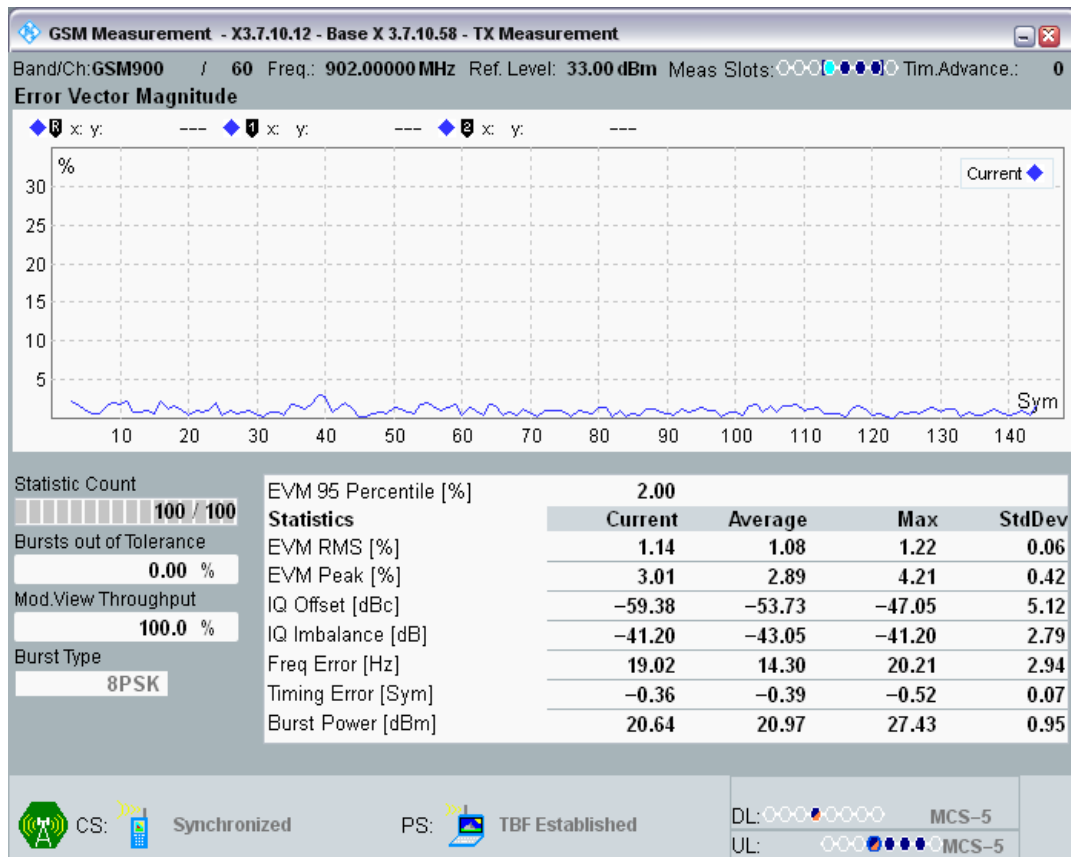 GSM Measurement - X3.7.10.12 - Base X 3.7.10.58 - TX Measurement
Band/Ch:GSM900 / 60 Freq.: 902.00000 MHz Ref. Level: 33.00 dBm Meas Slots: Tim.Advance.: 0
Error Vector Magnitude
R x: y: --- 1 x: y: --- 2 x: y: ---
%
Current
30
25
20
15
10
5
Sym
10 20 30 40 50 60 70 80 90 100 110 120 130 140
Statistic Count
100 / 100
Bursts out of Tolerance
0.00 %
Mod.View Throughput
100.0 %
Burst Type
8PSK
EVM 95 Percentile [%] 2.00
Statistics Current Average Max StdDev
EVM RMS [%] 1.14 1.08 1.22 0.06
EVM Peak [%] 3.01 2.89 4.21 0.42
IQ Offset [dBc] −59.38 −53.73 −47.05 5.12
IQ Imbalance [dB] −41.20 −43.05 −41.20 2.79
Freq Error [Hz] 19.02 14.30 20.21 2.94
Timing Error [Sym] −0.36 −0.39 −0.52 0.07
Burst Power [dBm] 20.64 20.97 27.43 0.95
CS: Synchronized PS: TBF Established
DL: MCS−5
UL: MCS−5